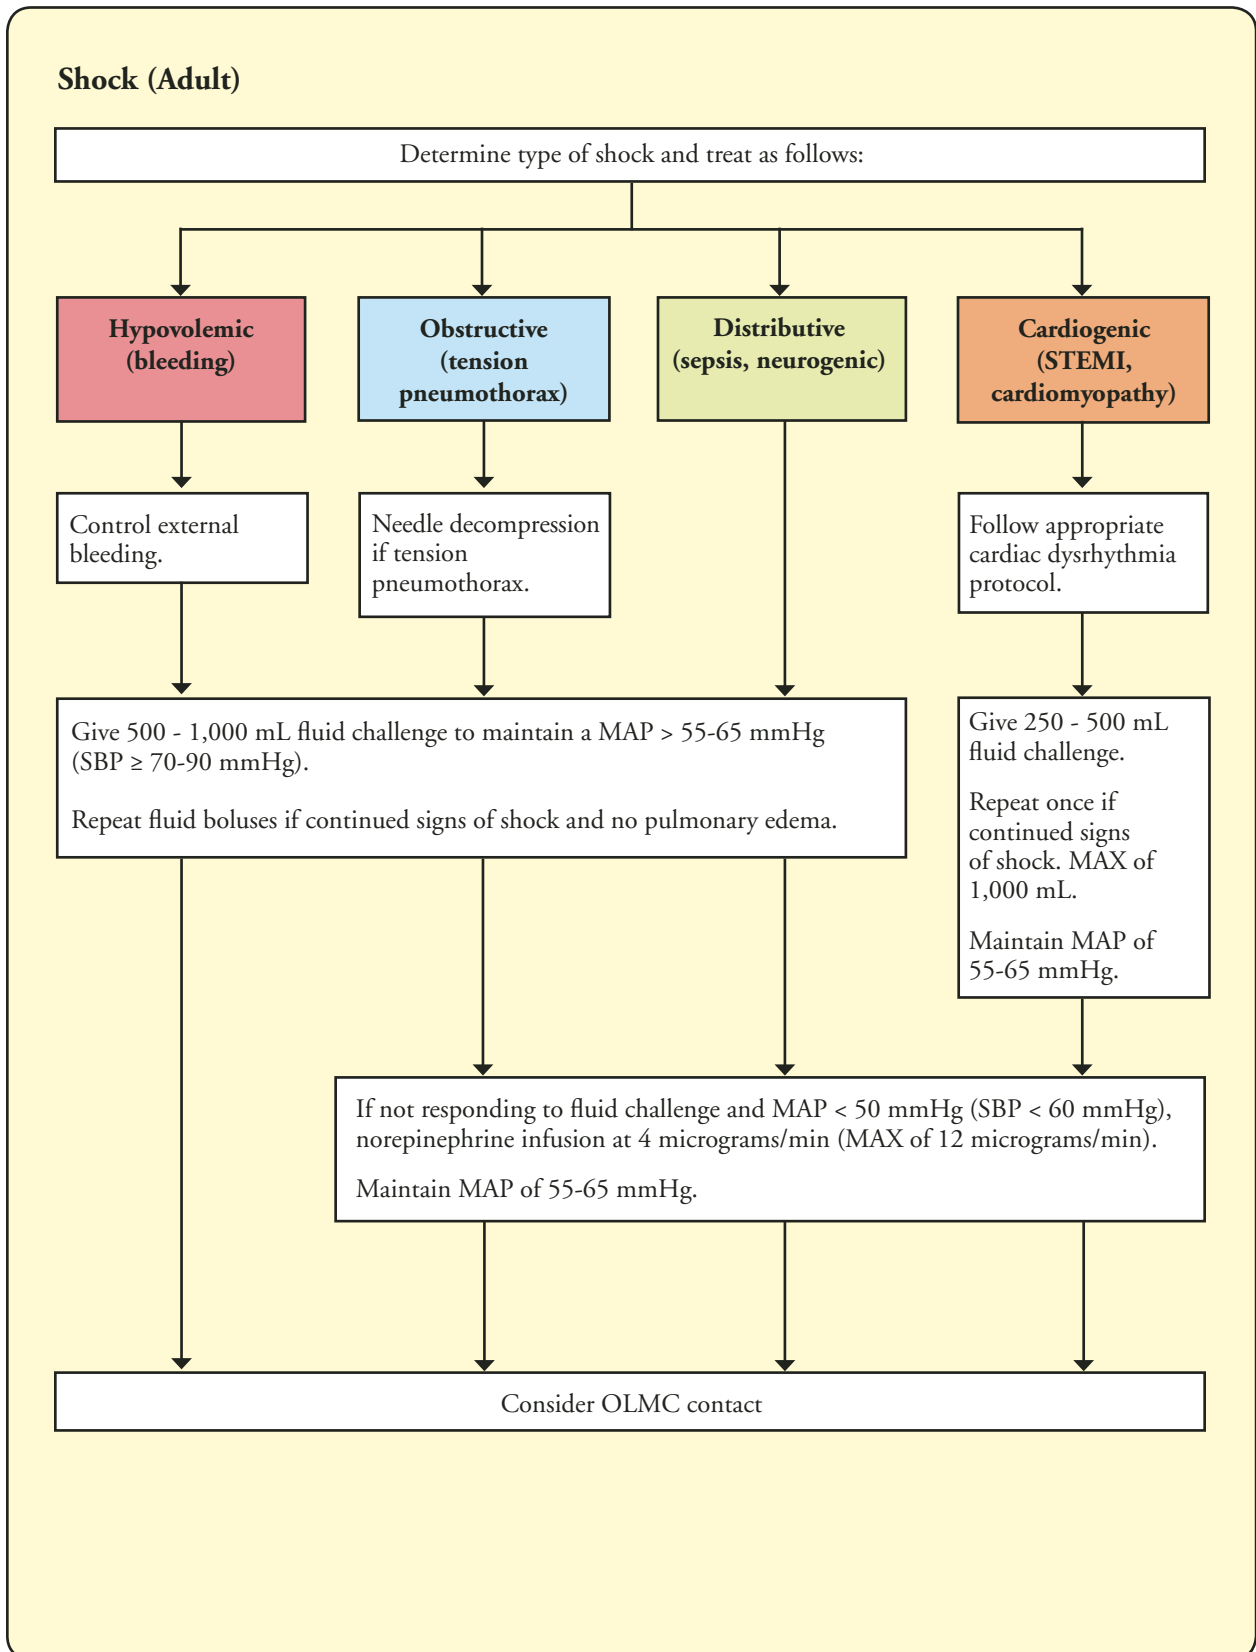 Shock (Adult)
Determine type of shock and treat as follows:
Hypovolemic
(bleeding)
Obstructive
(tension
pneumothorax)
Distributive
(sepsis, neurogenic)
Cardiogenic
(STEMI,
cardiomyopathy)
Control external
bleeding.
Needle decompression
if tension
pneumothorax.
Follow appropriate
cardiac dysrhythmia
protocol.
Give 500 - 1,000 mL fluid challenge to maintain a MAP > 55-65 mmHg
(SBP ≥ 70-90 mmHg).
Repeat fluid boluses if continued signs of shock and no pulmonary edema.
Give 250 - 500 mL
fluid challenge.
Repeat once if
continued signs
of shock. MAX of
1,000 mL.
Maintain MAP of
55-65 mmHg.
If not responding to fluid challenge and MAP < 50 mmHg (SBP < 60 mmHg),
norepinephrine infusion at 4 micrograms/min (MAX of 12 micrograms/min).
Maintain MAP of 55-65 mmHg.
Consider OLMC contact